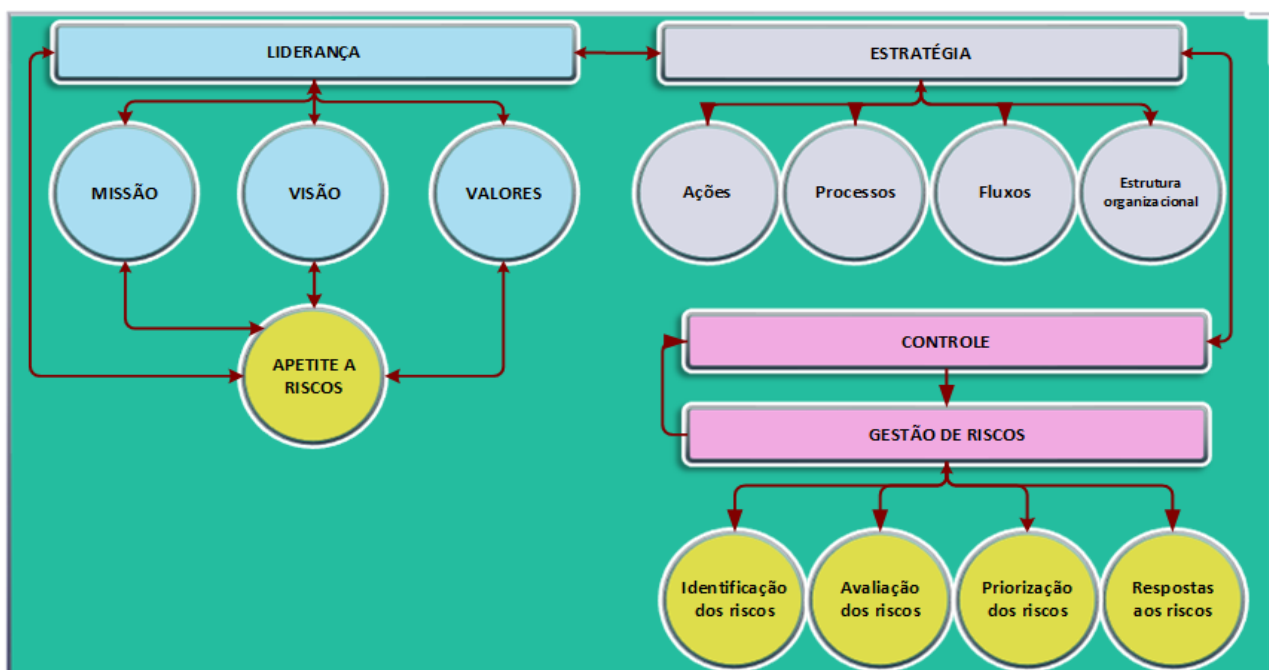 LIDERANÇA
ESTRATÉGIA
MISSÃO
VISÃO
VALORES
Ações
Processos
Fluxos
Estrutura
organizacional
APETITE A
RISCOS
CONTROLE
GESTÃO DE RISCOS
Identificação
dos riscos
Avaliação
dos riscos
Priorização
dos riscos
Respostas
aos riscos